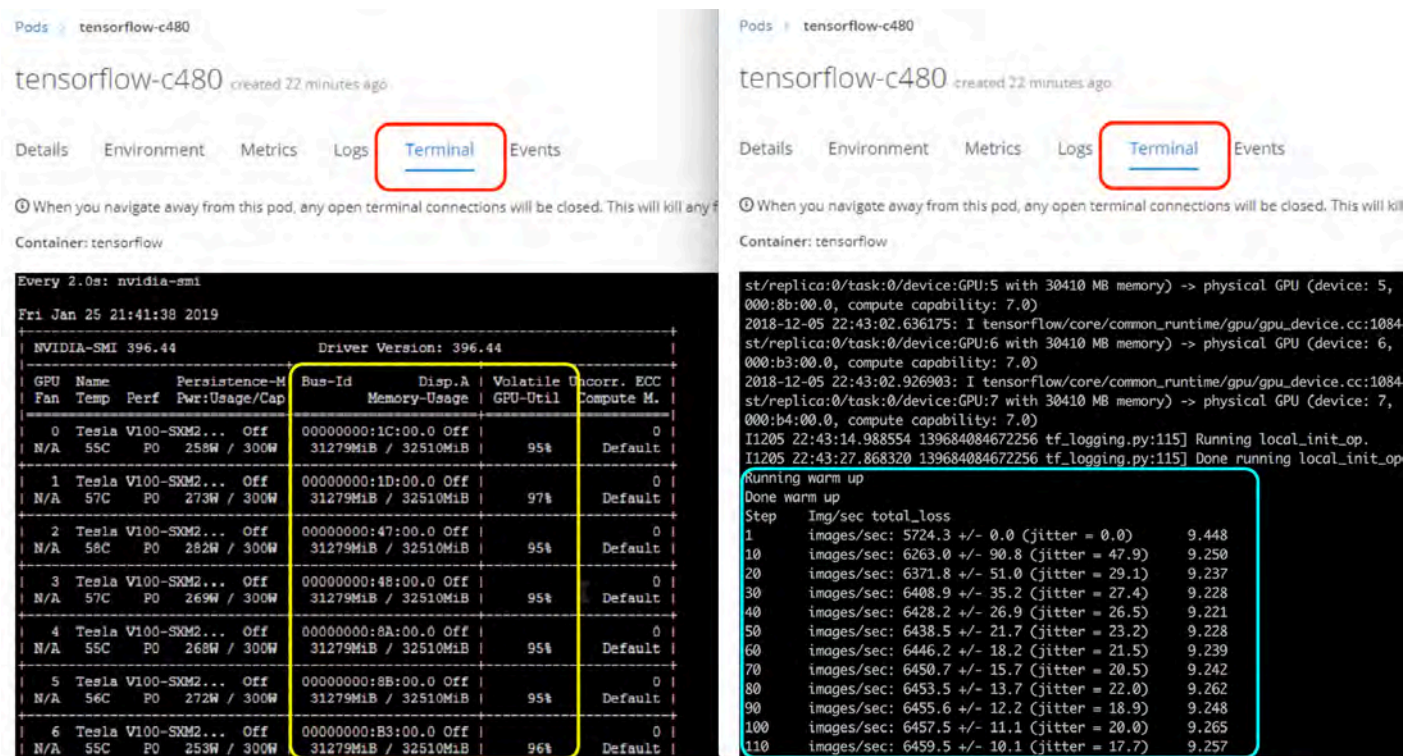 Pods › tensorflow-c480
tensorflow-c480 created 22 minutes ago
Details Environment Metrics Logs Terminal Events
When you navigate away from this pod, any open terminal connections will be closed. This will kill any f
Container: tensorflow
Every 2.0s: nvidia-smi
Fri Jan 25 21:41:38 2019
+-----------------------------------------------------------------------------+
| NVIDIA-SMI 396.44 Driver Version: 396.44 |
| GPU Name Persistence-M| Bus-Id Disp.A | Volatile Uncorr. ECC |
| Fan Temp Perf Pwr:Usage/Cap| Memory-Usage | GPU-Util Compute M. |
| 0 Tesla V100-SXM2... Off | 00000000:1C:00.0 Off | 0 |
| N/A 55C P0 258W / 300W | 31279MiB / 32510MiB | 95% Default |
| 1 Tesla V100-SXM2... Off | 00000000:1D:00.0 Off | 0 |
| N/A 57C P0 273W / 300W | 31279MiB / 32510MiB | 97% Default |
| 2 Tesla V100-SXM2... Off | 00000000:47:00.0 Off | 0 |
| N/A 58C P0 282W / 300W | 31279MiB / 32510MiB | 95% Default |
| 3 Tesla V100-SXM2... Off | 00000000:48:00.0 Off | 0 |
| N/A 57C P0 269W / 300W | 31279MiB / 32510MiB | 95% Default |
| 4 Tesla V100-SXM2... Off | 00000000:8A:00.0 Off | 0 |
| N/A 55C P0 268W / 300W | 31279MiB / 32510MiB | 95% Default |
| 5 Tesla V100-SXM2... Off | 00000000:8B:00.0 Off | 0 |
| N/A 56C P0 272W / 300W | 31279MiB / 32510MiB | 95% Default |
| 6 Tesla V100-SXM2... Off | 00000000:B3:00.0 Off | 0 |
| N/A 55C P0 253W / 300W | 31279MiB / 32510MiB | 96% Default |
Pods › tensorflow-c480
tensorflow-c480 created 22 minutes ago
Details Environment Metrics Logs Terminal Events
When you navigate away from this pod, any open terminal connections will be closed. This will kill
Container: tensorflow
st/replica:0/task:0/device:GPU:5 with 30410 MB memory) -> physical GPU (device: 5,
000:8b:00.0, compute capability: 7.0)
2018-12-05 22:43:02.636175: I tensorflow/core/common_runtime/gpu/gpu_device.cc:1084
st/replica:0/task:0/device:GPU:6 with 30410 MB memory) -> physical GPU (device: 6,
000:b3:00.0, compute capability: 7.0)
2018-12-05 22:43:02.926903: I tensorflow/core/common_runtime/gpu/gpu_device.cc:1084
st/replica:0/task:0/device:GPU:7 with 30410 MB memory) -> physical GPU (device: 7,
000:b4:00.0, compute capability: 7.0)
I1205 22:43:14.988554 139684084672256 tf_logging.py:115] Running local_init_op.
I1205 22:43:27.868320 139684084672256 tf_logging.py:115] Done running local_init_op
Running warm up
Done warm up
Step Img/sec total_loss
1 images/sec: 5724.3 +/- 0.0 (jitter = 0.0) 9.448
10 images/sec: 6263.0 +/- 90.8 (jitter = 47.9) 9.250
20 images/sec: 6371.8 +/- 51.0 (jitter = 29.1) 9.237
30 images/sec: 6408.9 +/- 35.2 (jitter = 27.4) 9.228
40 images/sec: 6428.2 +/- 26.9 (jitter = 26.5) 9.221
50 images/sec: 6438.5 +/- 21.7 (jitter = 23.2) 9.228
60 images/sec: 6446.2 +/- 18.2 (jitter = 21.5) 9.239
70 images/sec: 6450.7 +/- 15.7 (jitter = 20.5) 9.242
80 images/sec: 6453.5 +/- 13.7 (jitter = 22.0) 9.262
90 images/sec: 6455.6 +/- 12.2 (jitter = 18.9) 9.248
100 images/sec: 6457.5 +/- 11.1 (jitter = 20.0) 9.265
110 images/sec: 6459.5 +/- 10.1 (jitter = 17.7) 9.257